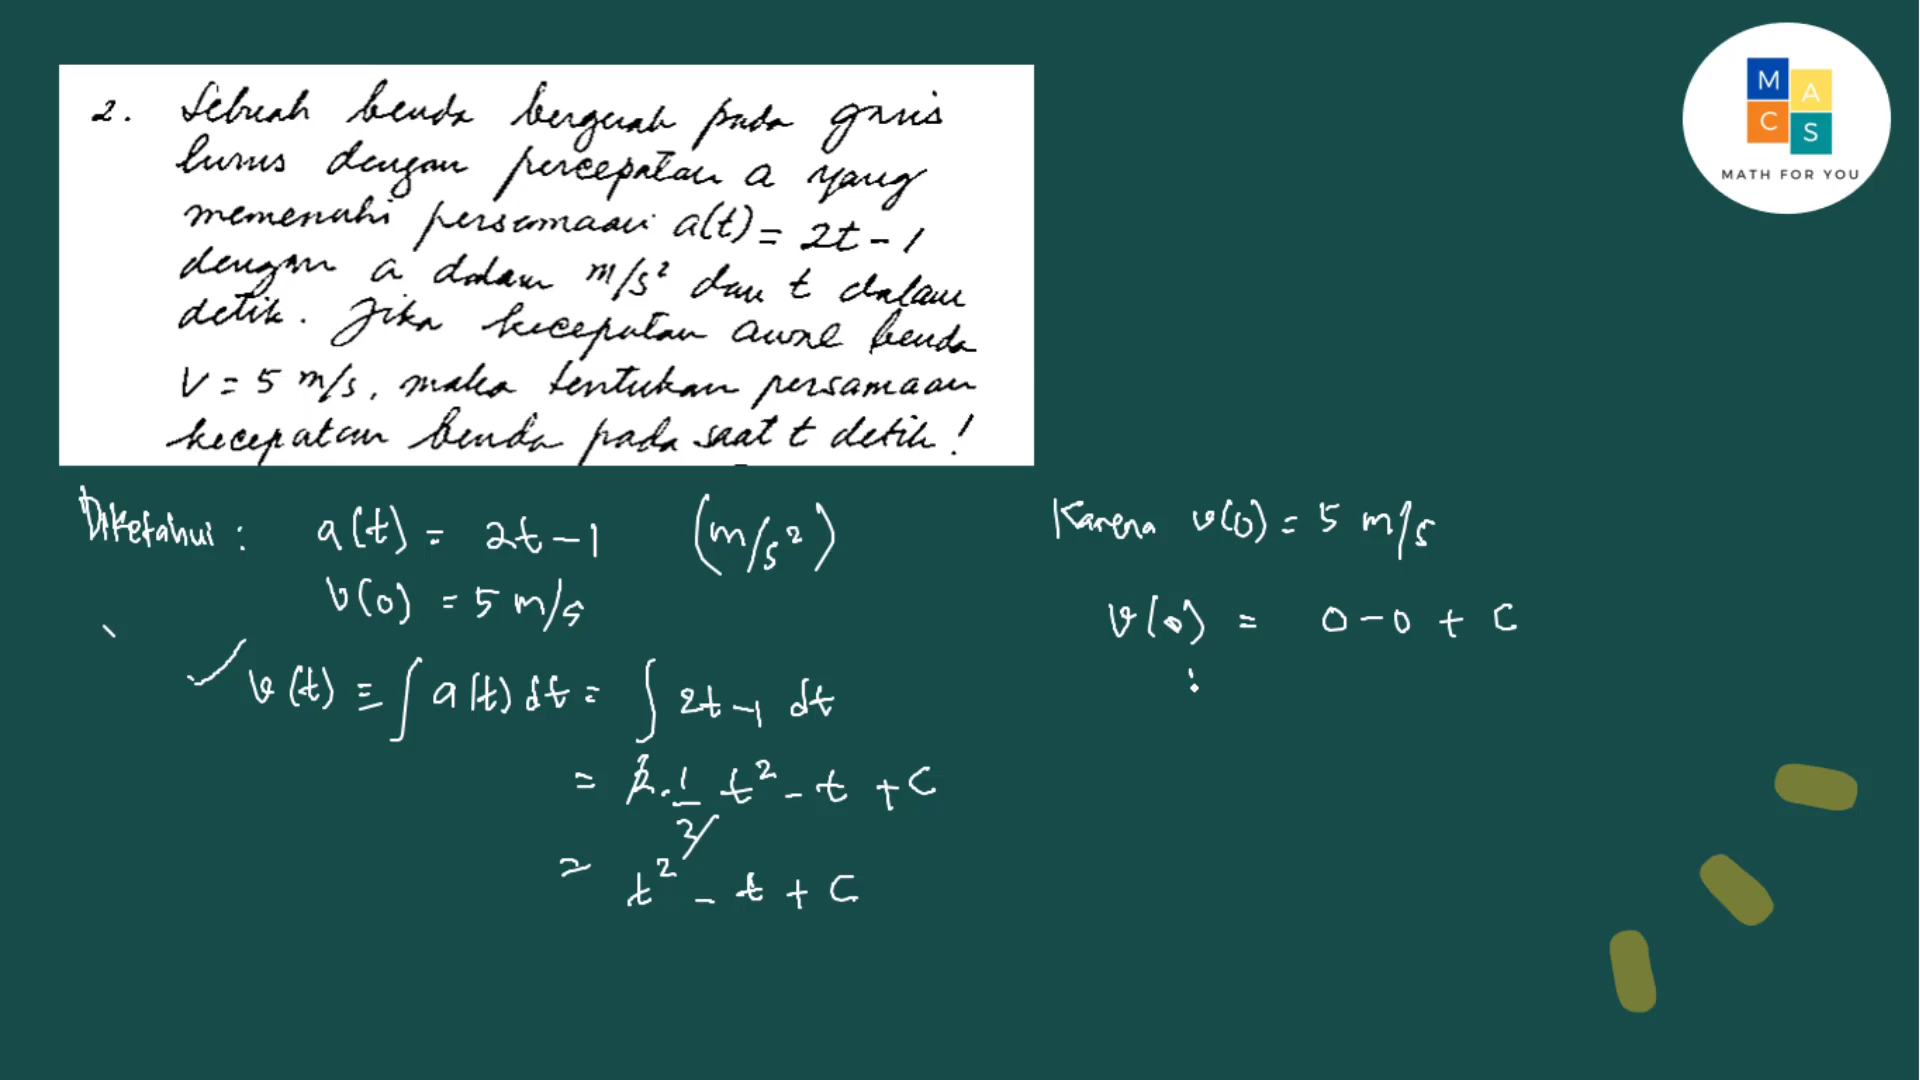 2. Sebuah benda bergerak pada garis
lurus dengan percepatan a yang
memenuhi persamaan a(t) = 2t - 1
dengan a dalam m/s² dan t dalam
detik. Jika kecepatan awal benda
V = 5 m/s, maka tentukan persamaan
kecepatan benda pada saat t detik!
M A
C S
MATH FOR YOU
Diketahui : a(t) = 2t - 1 (m/s²)
v(0) = 5 m/s
v(t) = ∫ a(t) dt = ∫ 2t - 1 dt
= 2 . 1/2 t² - t + C
= t² - t + C
Karena v(0) = 5 m/s
v(0) = 0 - 0 + C
: